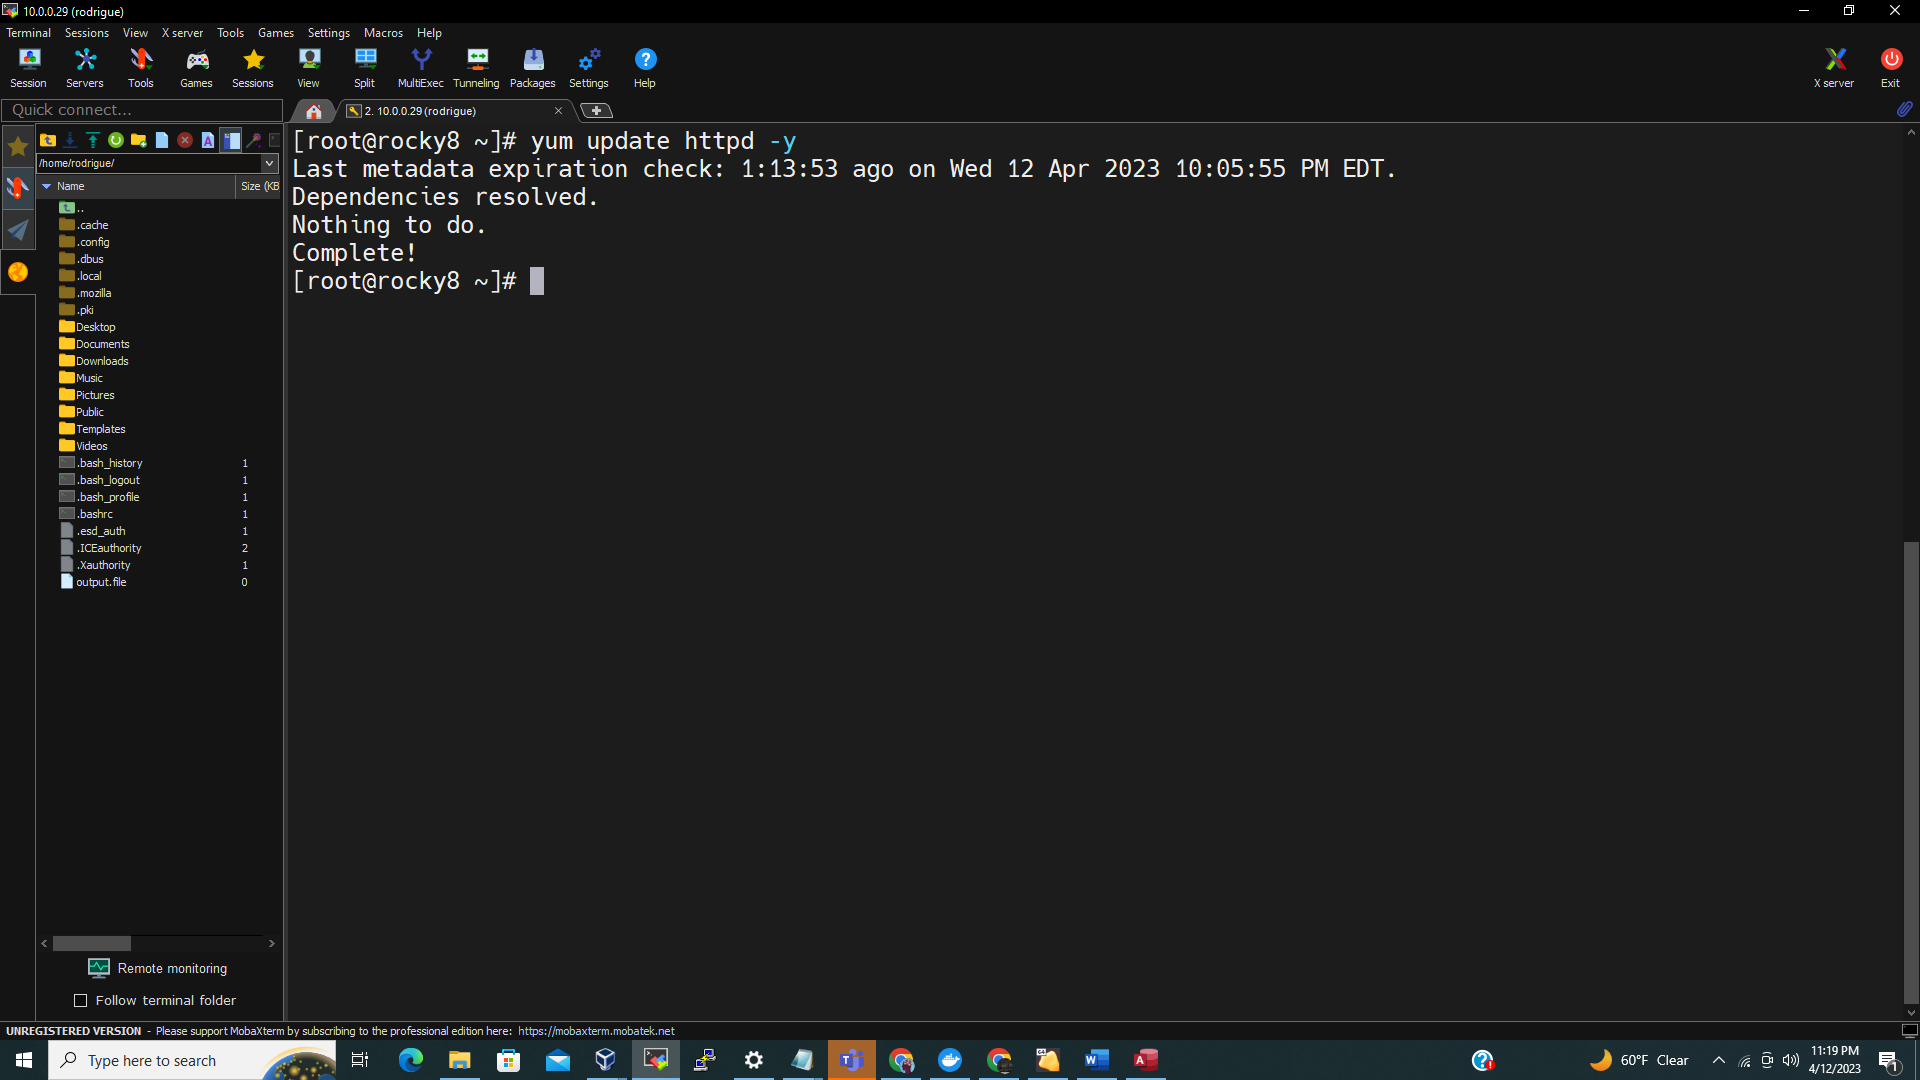 10.0.0.29 (rodrigue)
Terminal Sessions View X server Tools Games Settings Macros Help
Session Servers Tools Games Sessions View Split MultiExec Tunneling Packages Settings Help X server Exit
Quick connect...
2. 10.0.0.29 (rodrigue)
/home/rodrigue/
Name Size (KB
..
.cache
.config
.dbus
.local
.mozilla
.pki
Desktop
Documents
Downloads
Music
Pictures
Public
Templates
Videos
.bash_history 1
.bash_logout 1
.bash_profile 1
.bashrc 1
.esd_auth 1
.ICEauthority 2
.Xauthority 1
output.file 0
Remote monitoring
Follow terminal folder
[root@rocky8 ~]# yum update httpd -y
Last metadata expiration check: 1:13:53 ago on Wed 12 Apr 2023 10:05:55 PM EDT.
Dependencies resolved.
Nothing to do.
Complete!
[root@rocky8 ~]#
UNREGISTERED VERSION - Please support MobaXterm by subscribing to the professional edition here: https://mobaxterm.mobatek.net
Type here to search
60°F Clear
11:19 PM
4/12/2023
1